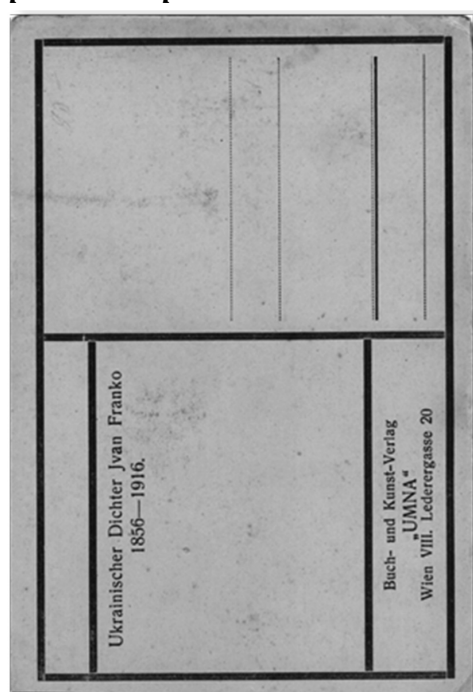 Ukrainischer Dichter Jvan Franko
1856—1916.
Buch- und Kunst-Verlag
„UMNA“
Wien VIII. Lederergasse 20